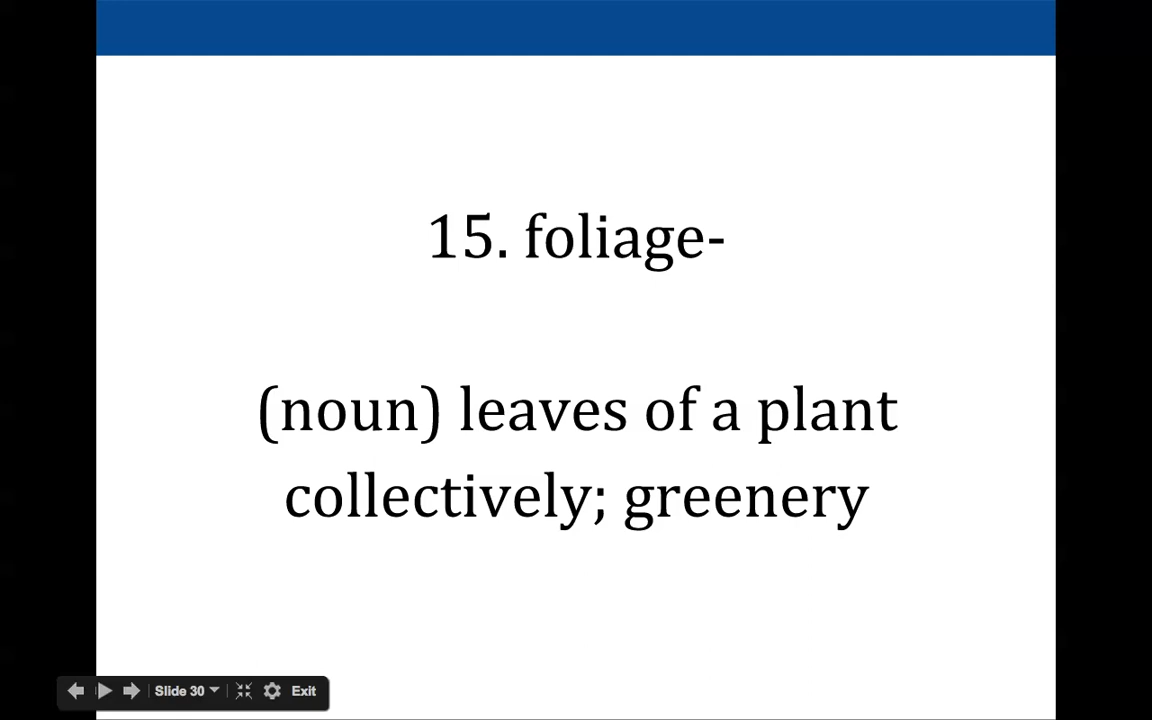 15. foliage-
(noun) leaves of a plant
collectively; greenery
Slide 30 Exit